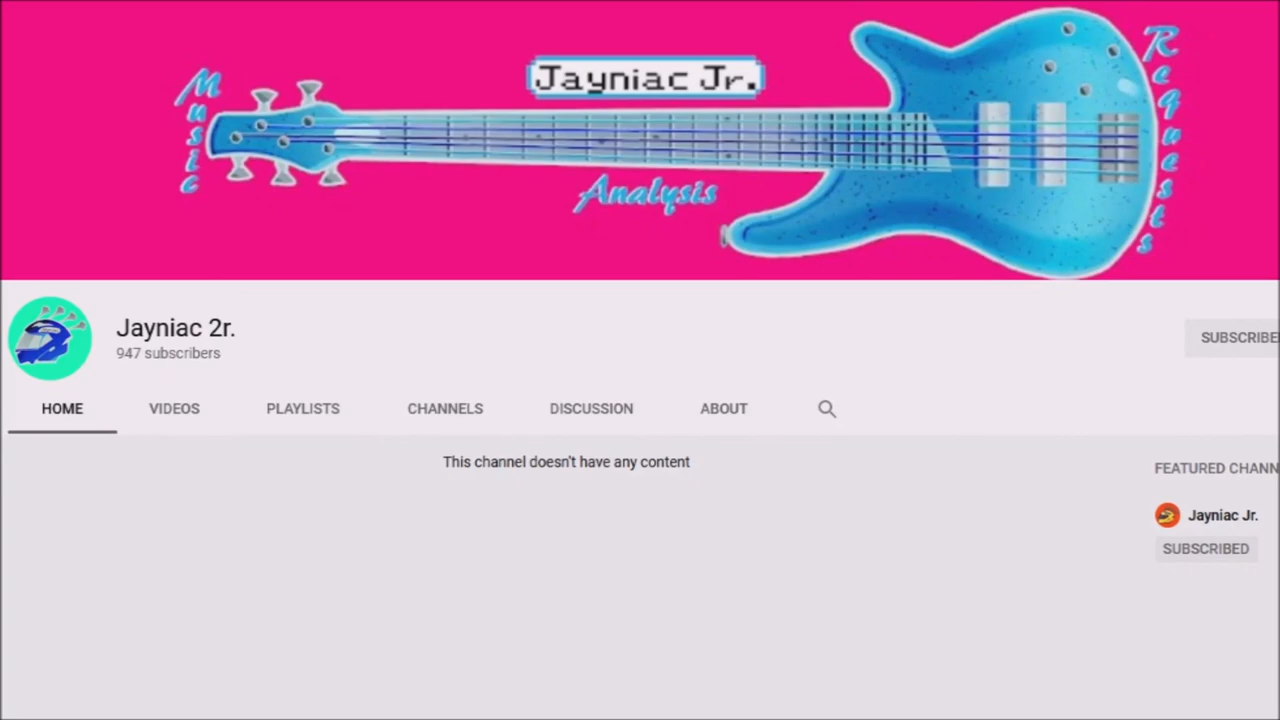 Music
Jayniac Jr.
Analysis
Requests
Jayniac 2r.
947 subscribers
SUBSCRIBE
HOME VIDEOS PLAYLISTS CHANNELS DISCUSSION ABOUT
This channel doesn't have any content
FEATURED CHANN
Jayniac Jr.
SUBSCRIBED